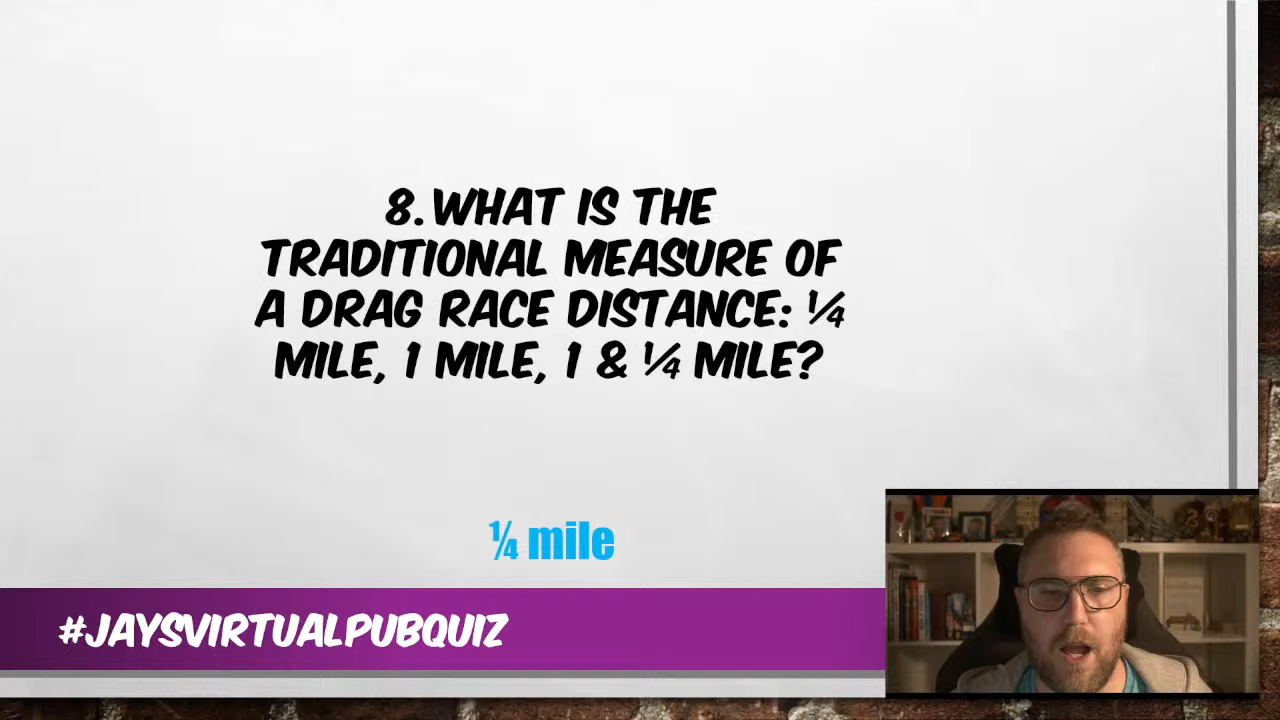 8. WHAT IS THE
TRADITIONAL MEASURE OF
A DRAG RACE DISTANCE: ¼
MILE, 1 MILE, 1 & ¼ MILE?
¼ mile
#JAYSVIRTUALPUBQUIZ